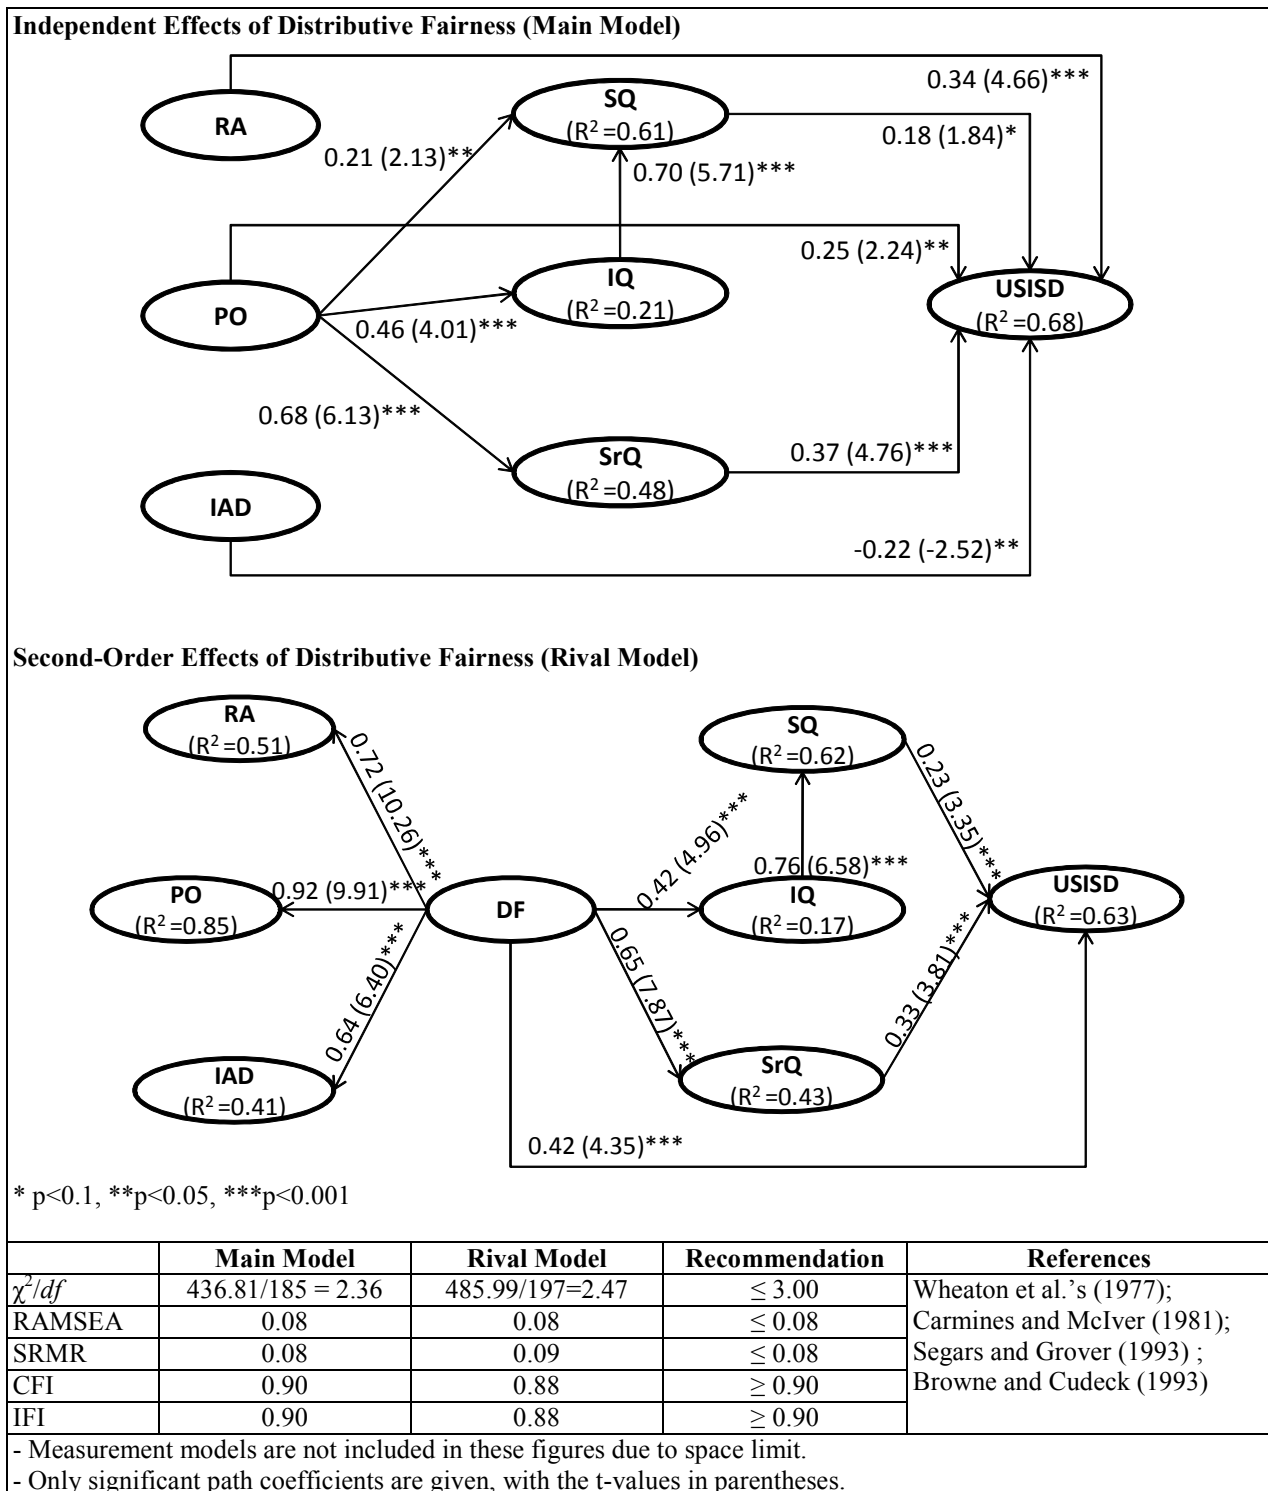 Independent Effects of Distributive Fairness (Main Model)
0.34 (4.66)***
SQ
(R² =0.61)
RA
0.18 (1.84)*
0.21 (2.13)**
0.70 (5.71)***
0.25 (2.24)**
IQ
(R² =0.21)
USISD
(R² =0.68)
PO
0.46 (4.01)***
0.68 (6.13)***
SrQ
(R² =0.48)
0.37 (4.76)***
IAD
-0.22 (-2.52)**
Second-Order Effects of Distributive Fairness (Rival Model)
RA
(R² =0.51)
SQ
(R² =0.62)
0.72 (10.26)***
0.23 (3.35)***
0.42 (4.96)***
0.76 (6.58)***
0.92 (9.91)***
PO
(R² =0.85)
DF
IQ
(R² =0.17)
USISD
(R² =0.63)
0.64 (6.40)***
0.65 (7.87)***
0.33 (3.81)***
IAD
(R² =0.41)
SrQ
(R² =0.43)
0.42 (4.35)***
* p<0.1, **p<0.05, ***p<0.001
Main Model Rival Model Recommendation References
χ²/df 436.81/185 = 2.36 485.99/197=2.47 ≤ 3.00 Wheaton et al.'s (1977);
RAMSEA 0.08 0.08 ≤ 0.08 Carmines and McIver (1981);
SRMR 0.08 0.09 ≤ 0.08 Segars and Grover (1993) ;
CFI 0.90 0.88 ≥ 0.90 Browne and Cudeck (1993)
IFI 0.90 0.88 ≥ 0.90
- Measurement models are not included in these figures due to space limit.
- Only significant path coefficients are given, with the t-values in parentheses.